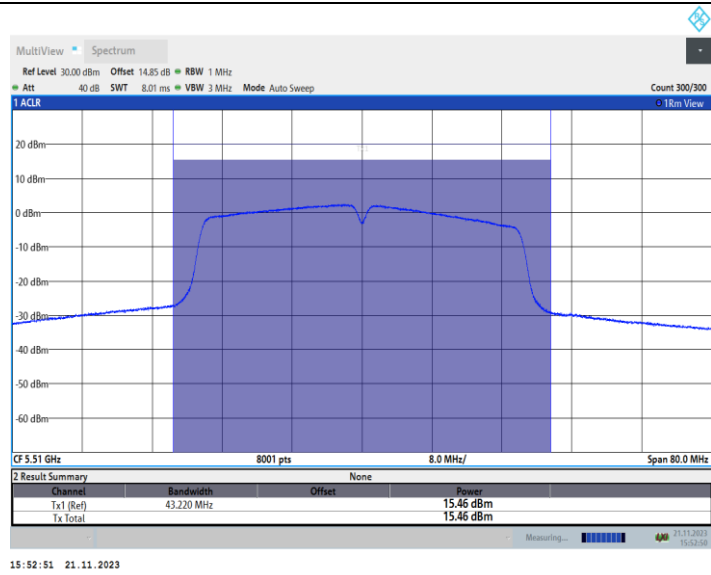 MultiView Spectrum
Ref Level 30.00 dBm Offset 14.85 dB RBW 1 MHz
Att 40 dB SWT 8.01 ms VBW 3 MHz Mode Auto Sweep Count 300/300
1 ACLR 1Rm View
20 dBm
10 dBm
0 dBm
-10 dBm
-20 dBm
-30 dBm
-40 dBm
-50 dBm
-60 dBm
CF 5.51 GHz 8001 pts 8.0 MHz/ Span 80.0 MHz
2 Result Summary None
Channel Bandwidth Offset Power
Tx1 (Ref) 43.220 MHz 15.46 dBm
Tx Total 15.46 dBm
Measuring... 21.11.2023
15:52:50
15:52:51 21.11.2023